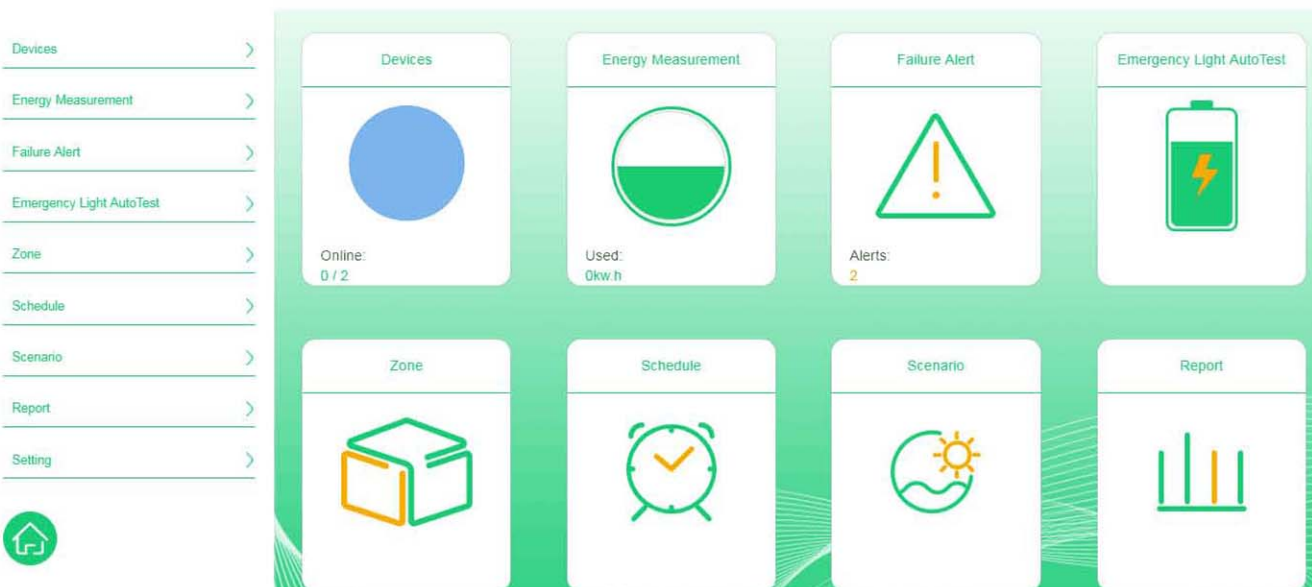 Devices
Energy Measurement
Failure Alert
Emergency Light AutoTest
Zone
Schedule
Scenario
Report
Setting
Devices
Online:
0 / 2
Energy Measurement
Used:
0kw.h
Failure Alert
Alerts:
2
Emergency Light AutoTest
Zone
Schedule
Scenario
Report